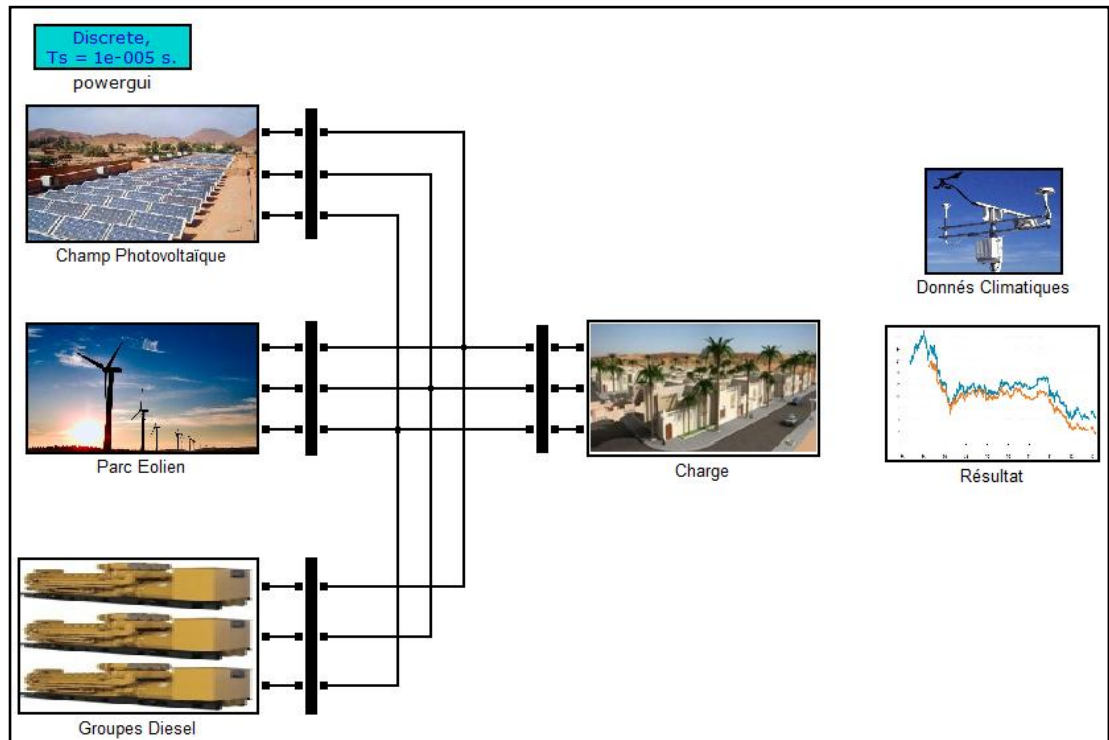 Discrete,
Ts = 1e-005 s.
powergui
Champ Photovoltaïque
Donnés Climatiques
Parc Eolien
Charge
Résultat
Groupes Diesel